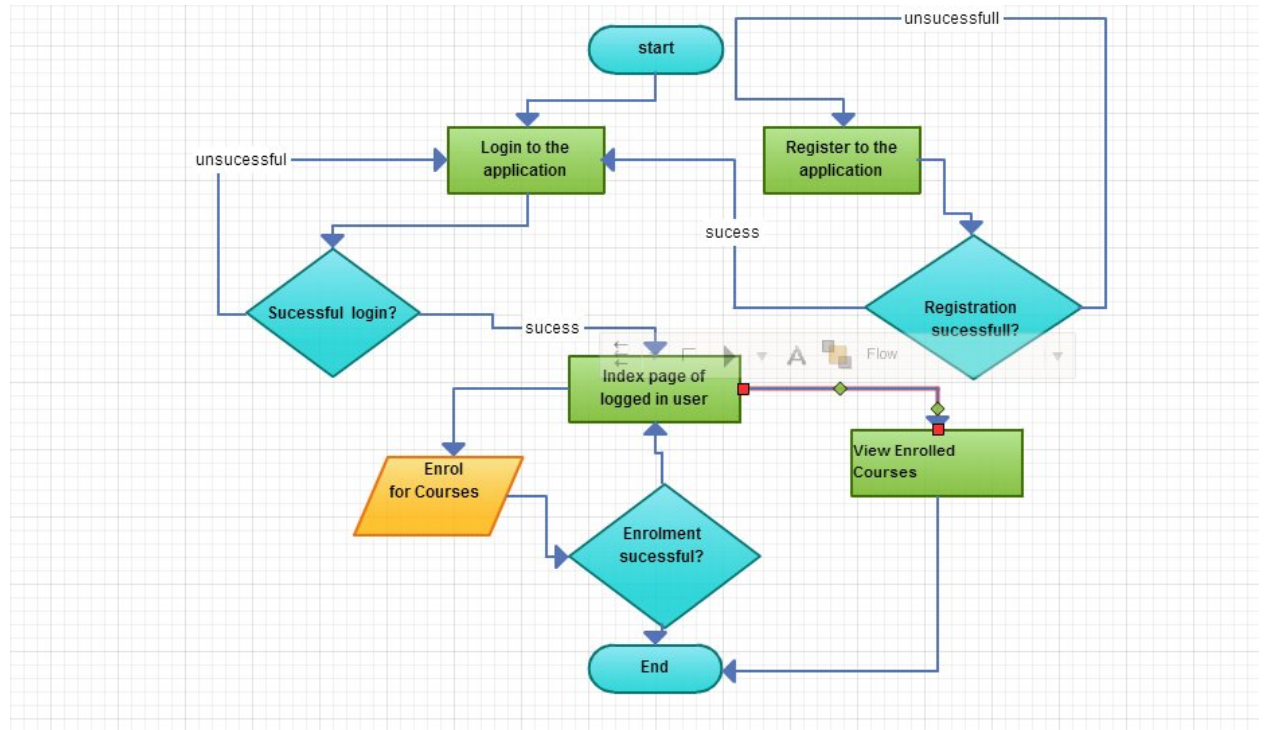 unsucessfull
start
Login to the
application
Register to the
application
unsucessful
sucess
Sucessful login?
Registration
sucessfull?
sucess
A
Flow
Index page of
logged in user
View Enrolled
Courses
Enrol
for Courses
Enrolment
sucessful?
End